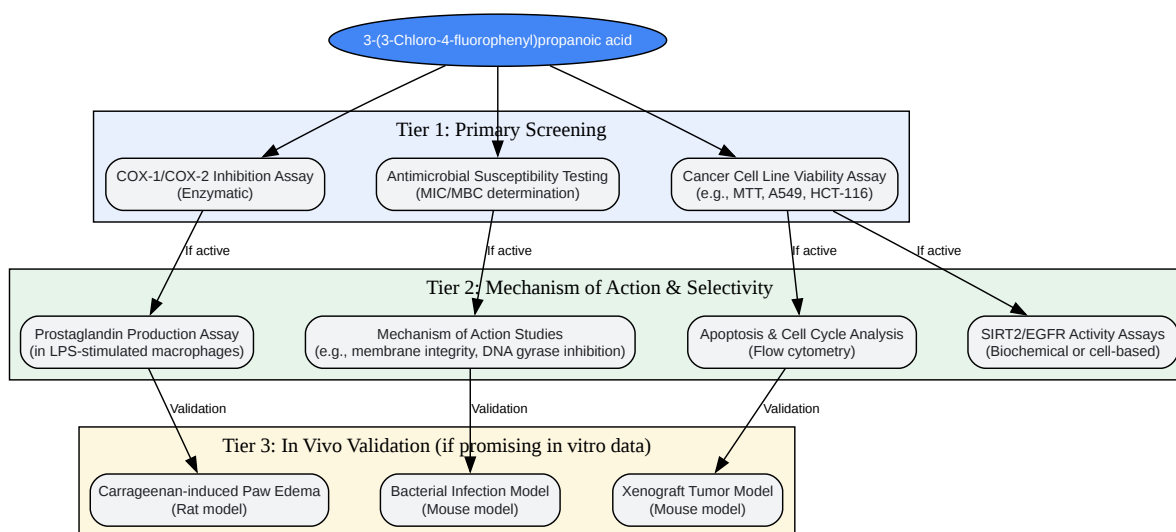 3-(3-Chloro-4-fluorophenyl)propanoic acid
Tier 1: Primary Screening
COX-1/COX-2 Inhibition Assay
(Enzymatic)
Antimicrobial Susceptibility Testing
(MIC/MBC determination)
Cancer Cell Line Viability Assay
(e.g., MTT, A549, HCT-116)
If active
If active
If active
If active
Tier 2: Mechanism of Action & Selectivity
Prostaglandin Production Assay
(in LPS-stimulated macrophages)
Mechanism of Action Studies
(e.g., membrane integrity, DNA gyrase inhibition)
Apoptosis & Cell Cycle Analysis
(Flow cytometry)
SIRT2/EGFR Activity Assays
(Biochemical or cell-based)
Validation
Validation
Validation
Tier 3: In Vivo Validation (if promising in vitro data)
Carrageenan-induced Paw Edema
(Rat model)
Bacterial Infection Model
(Mouse model)
Xenograft Tumor Model
(Mouse model)